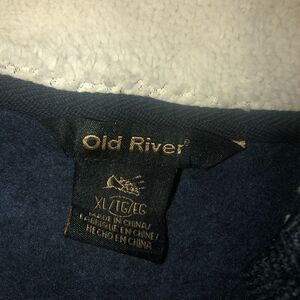 Old River®
XL/TG/EG
MADE IN CHINA/
FABRIQUÉ EN CHINE/
HECHO EN CHINA